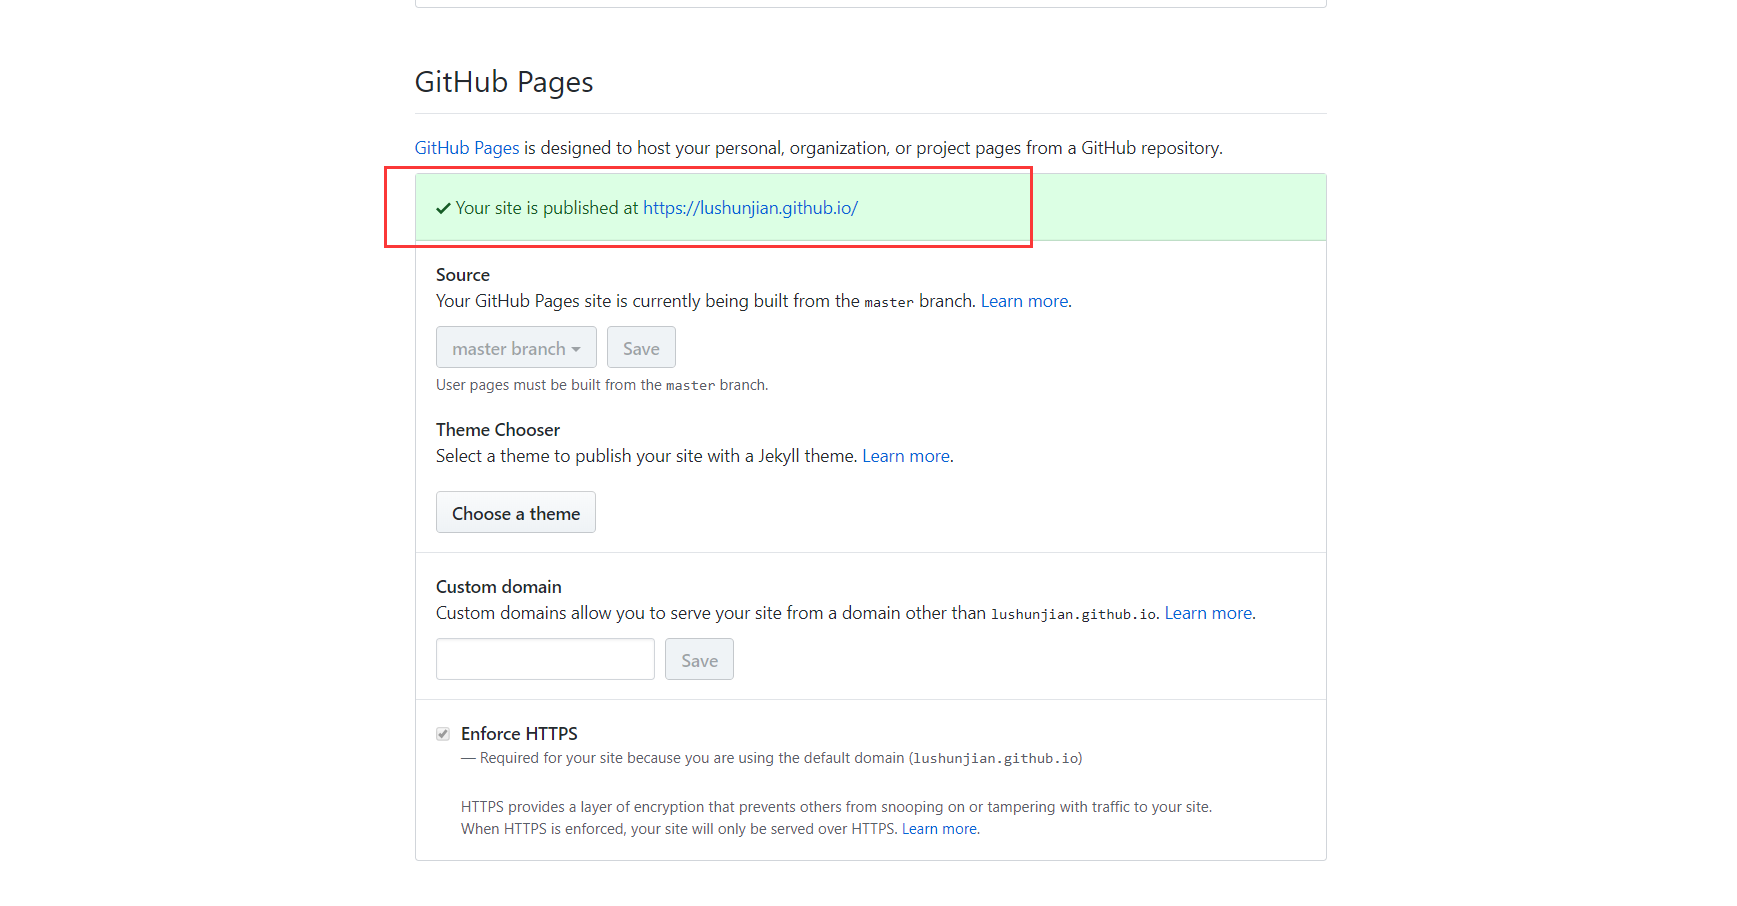 GitHub Pages
GitHub Pages is designed to host your personal, organization, or project pages from a GitHub repository.
Your site is published at https://lushunjian.github.io/
Source
Your GitHub Pages site is currently being built from the master branch. Learn more.
master branch Save
User pages must be built from the master branch.
Theme Chooser
Select a theme to publish your site with a Jekyll theme. Learn more.
Choose a theme
Custom domain
Custom domains allow you to serve your site from a domain other than lushunjian.github.io. Learn more.
Save
Enforce HTTPS
— Required for your site because you are using the default domain (lushunjian.github.io)
HTTPS provides a layer of encryption that prevents others from snooping on or tampering with traffic to your site.
When HTTPS is enforced, your site will only be served over HTTPS. Learn more.